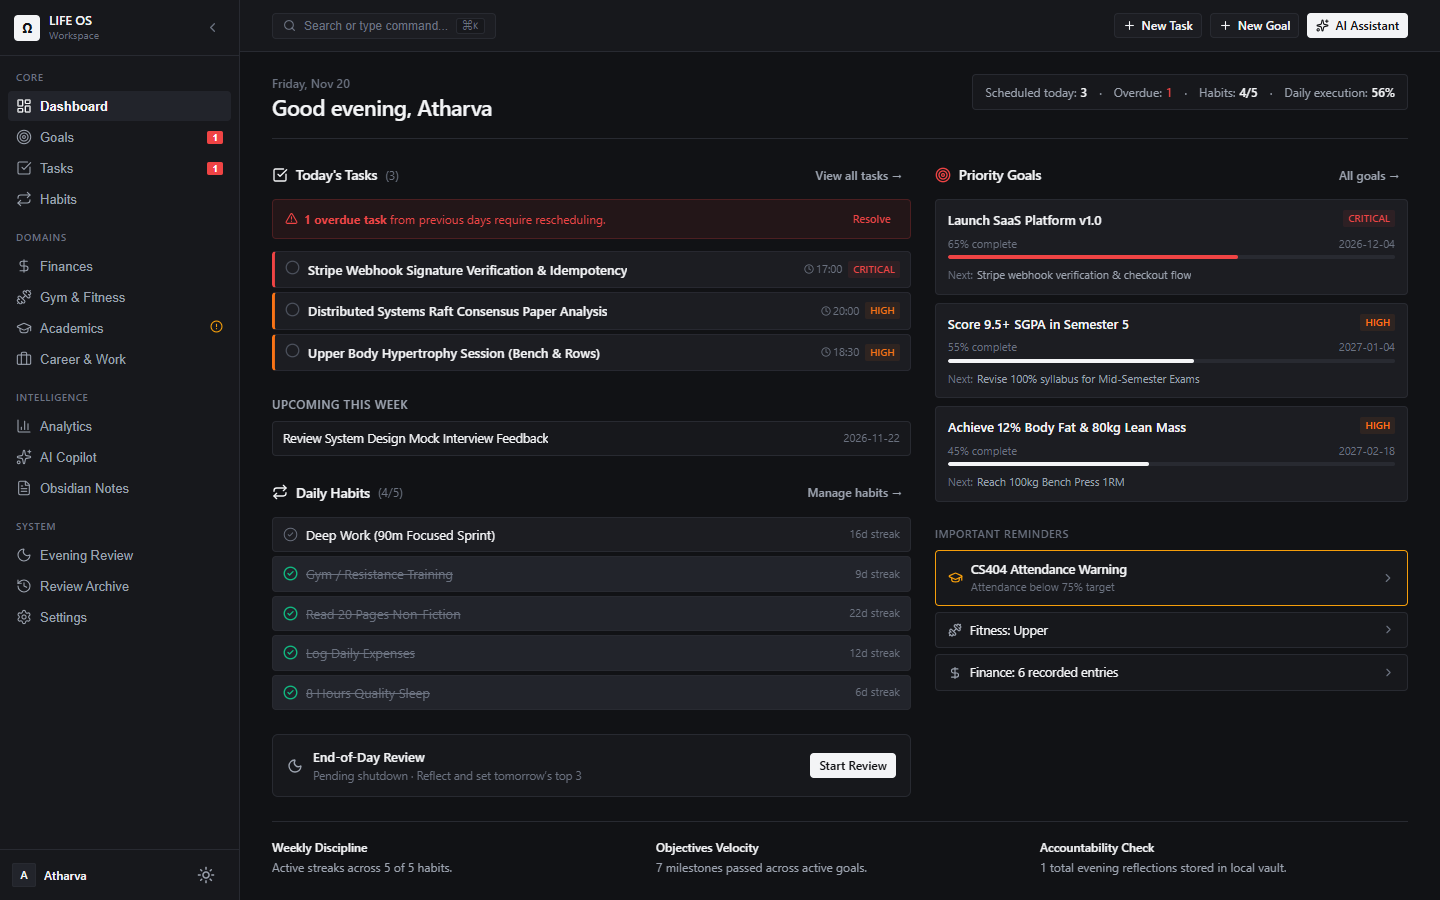 Ω
LIFE OS
Workspace
CORE
Dashboard
Goals 1
Tasks 1
Habits
DOMAINS
Finances
Gym & Fitness
Academics
Career & Work
INTELLIGENCE
Analytics
AI Copilot
Obsidian Notes
SYSTEM
Evening Review
Review Archive
Settings
A Atharva
Search or type command... ⌘K
+ New Task
+ New Goal
AI Assistant
Friday, Nov 20
Good evening, Atharva
Scheduled today: 3 · Overdue: 1 · Habits: 4/5 · Daily execution: 56%
Today's Tasks (3)
View all tasks →
1 overdue task from previous days require rescheduling. Resolve
Stripe Webhook Signature Verification & Idempotency 17:00 CRITICAL
Distributed Systems Raft Consensus Paper Analysis 20:00 HIGH
Upper Body Hypertrophy Session (Bench & Rows) 18:30 HIGH
UPCOMING THIS WEEK
Review System Design Mock Interview Feedback 2026-11-22
Daily Habits (4/5)
Manage habits →
Deep Work (90m Focused Sprint) 16d streak
Gym / Resistance Training 9d streak
Read 20 Pages Non-Fiction 22d streak
Log Daily Expenses 12d streak
8 Hours Quality Sleep 6d streak
End-of-Day Review
Pending shutdown · Reflect and set tomorrow's top 3
Start Review
Priority Goals
All goals →
Launch SaaS Platform v1.0 CRITICAL
65% complete 2026-12-04
Next: Stripe webhook verification & checkout flow
Score 9.5+ SGPA in Semester 5 HIGH
55% complete 2027-01-04
Next: Revise 100% syllabus for Mid-Semester Exams
Achieve 12% Body Fat & 80kg Lean Mass HIGH
45% complete 2027-02-18
Next: Reach 100kg Bench Press 1RM
IMPORTANT REMINDERS
CS404 Attendance Warning
Attendance below 75% target
Fitness: Upper
Finance: 6 recorded entries
Weekly Discipline
Active streaks across 5 of 5 habits.
Objectives Velocity
7 milestones passed across active goals.
Accountability Check
1 total evening reflections stored in local vault.